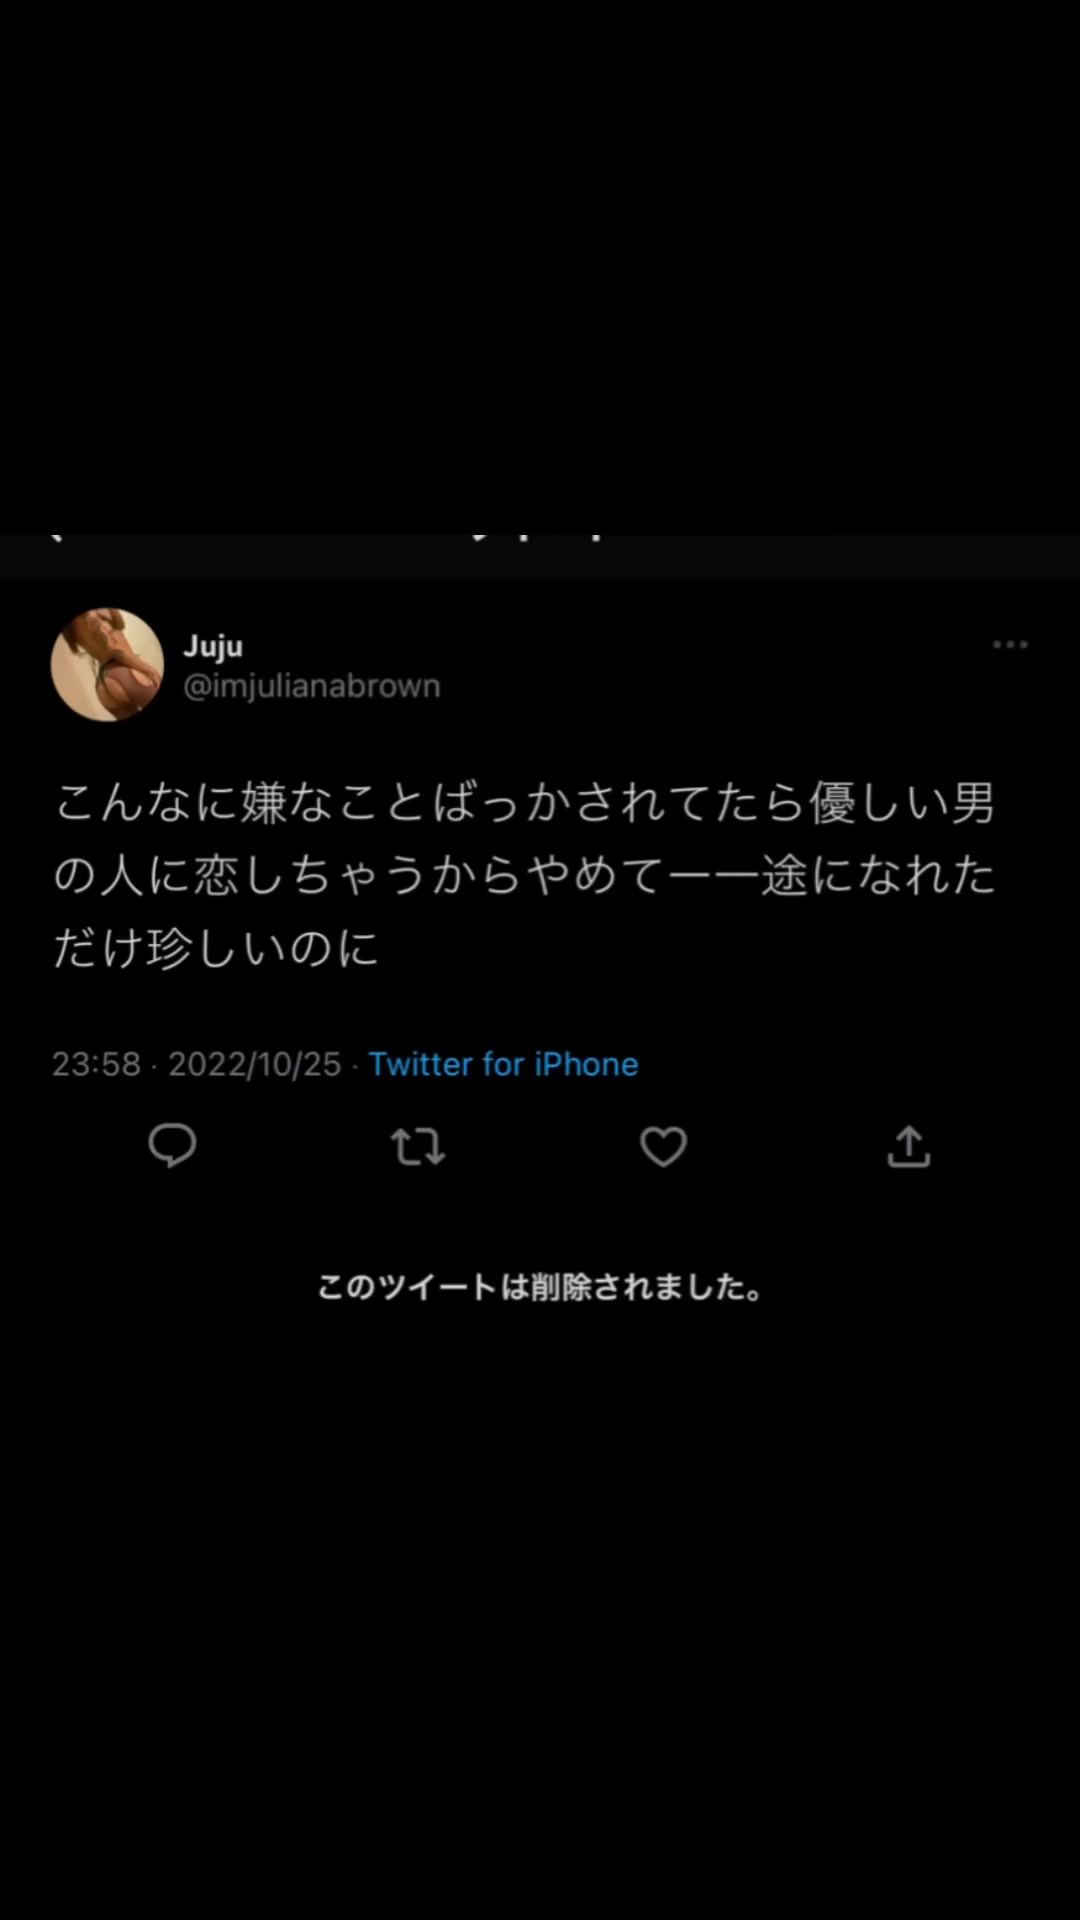 Juju
@imjulianabrown
こんなに嫌なことばっかされてたら優しい男
の人に恋しちゃうからやめてー一途になれた
だけ珍しいのに
23:58 · 2022/10/25 · Twitter for iPhone
このツイートは削除されました。